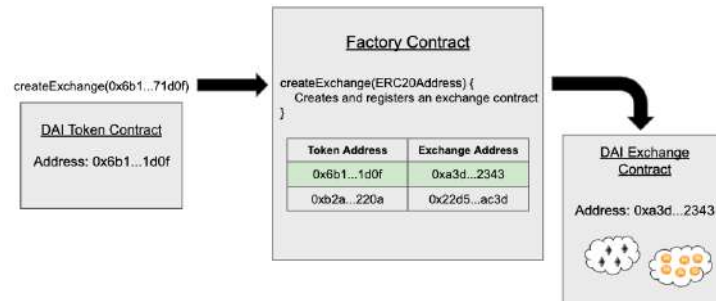 createExchange(0x6b1...71d0f)
DAI Token Contract
Address: 0x6b1...1d0f
Factory Contract
createExchange(ERC20Address) {
Creates and registers an exchange contract
}
Token Address Exchange Address
0x6b1...1d0f 0xa3d...2343
0xb2a...220a 0x22d5...ac3d
DAI Exchange
Contract
Address: 0xa3d...2343